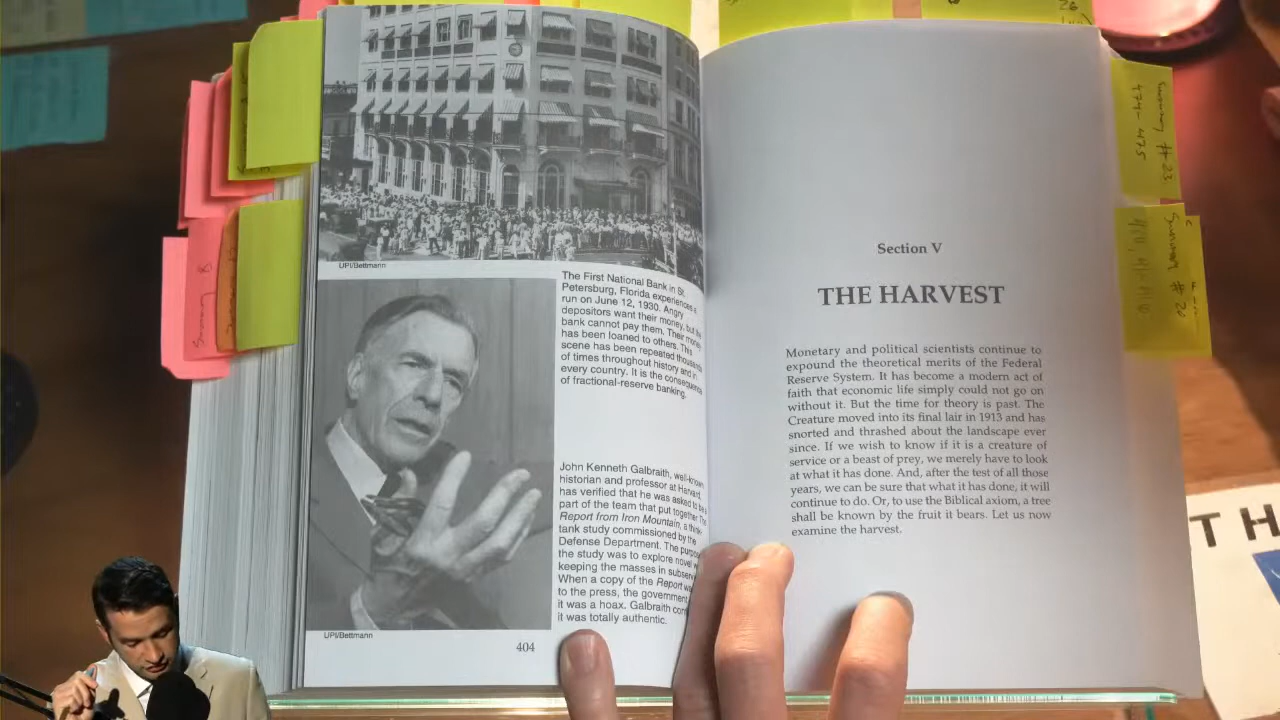 UPI/Bettmann
The First National Bank in St.
Petersburg, Florida experiences a
run on June 12, 1930. Angry
depositors want their money, but the
bank cannot pay them. Their money
has been loaned to others. This
scene has been repeated thousands
of times throughout history and in
every country. It is the consequence
of fractional-reserve banking.
John Kenneth Galbraith, well-known
historian and professor at Harvard,
has verified that he was asked to be a
part of the team that put together The
Report from Iron Mountain, a think-
tank study commissioned by the
Defense Department. The purpose
the study was to explore novel
keeping the masses in
When a copy of the Report was
to the press, the government
it was a hoax. Galbraith
it was totally authentic.
UPI/Bettmann
404
Section V
THE HARVEST
Monetary and political scientists continue to
expound the theoretical merits of the Federal
Reserve System. It has become a modern act of
faith that economic life simply could not go on
without it. But the time for theory is past. The
Creature moved into its final lair in 1913 and has
snorted and thrashed about the landscape ever
since. If we wish to know if it is a creature of
service or a beast of prey, we merely have to look
at what it has done. And, after the test of all those
years, we can be sure that what it has done, it will
continue to do. Or, to use the Biblical axiom, a tree
shall be known by the fruit it bears. Let us now
examine the harvest.
Summary # 23
474-475
Summary # 20
Summary 8
26
TH